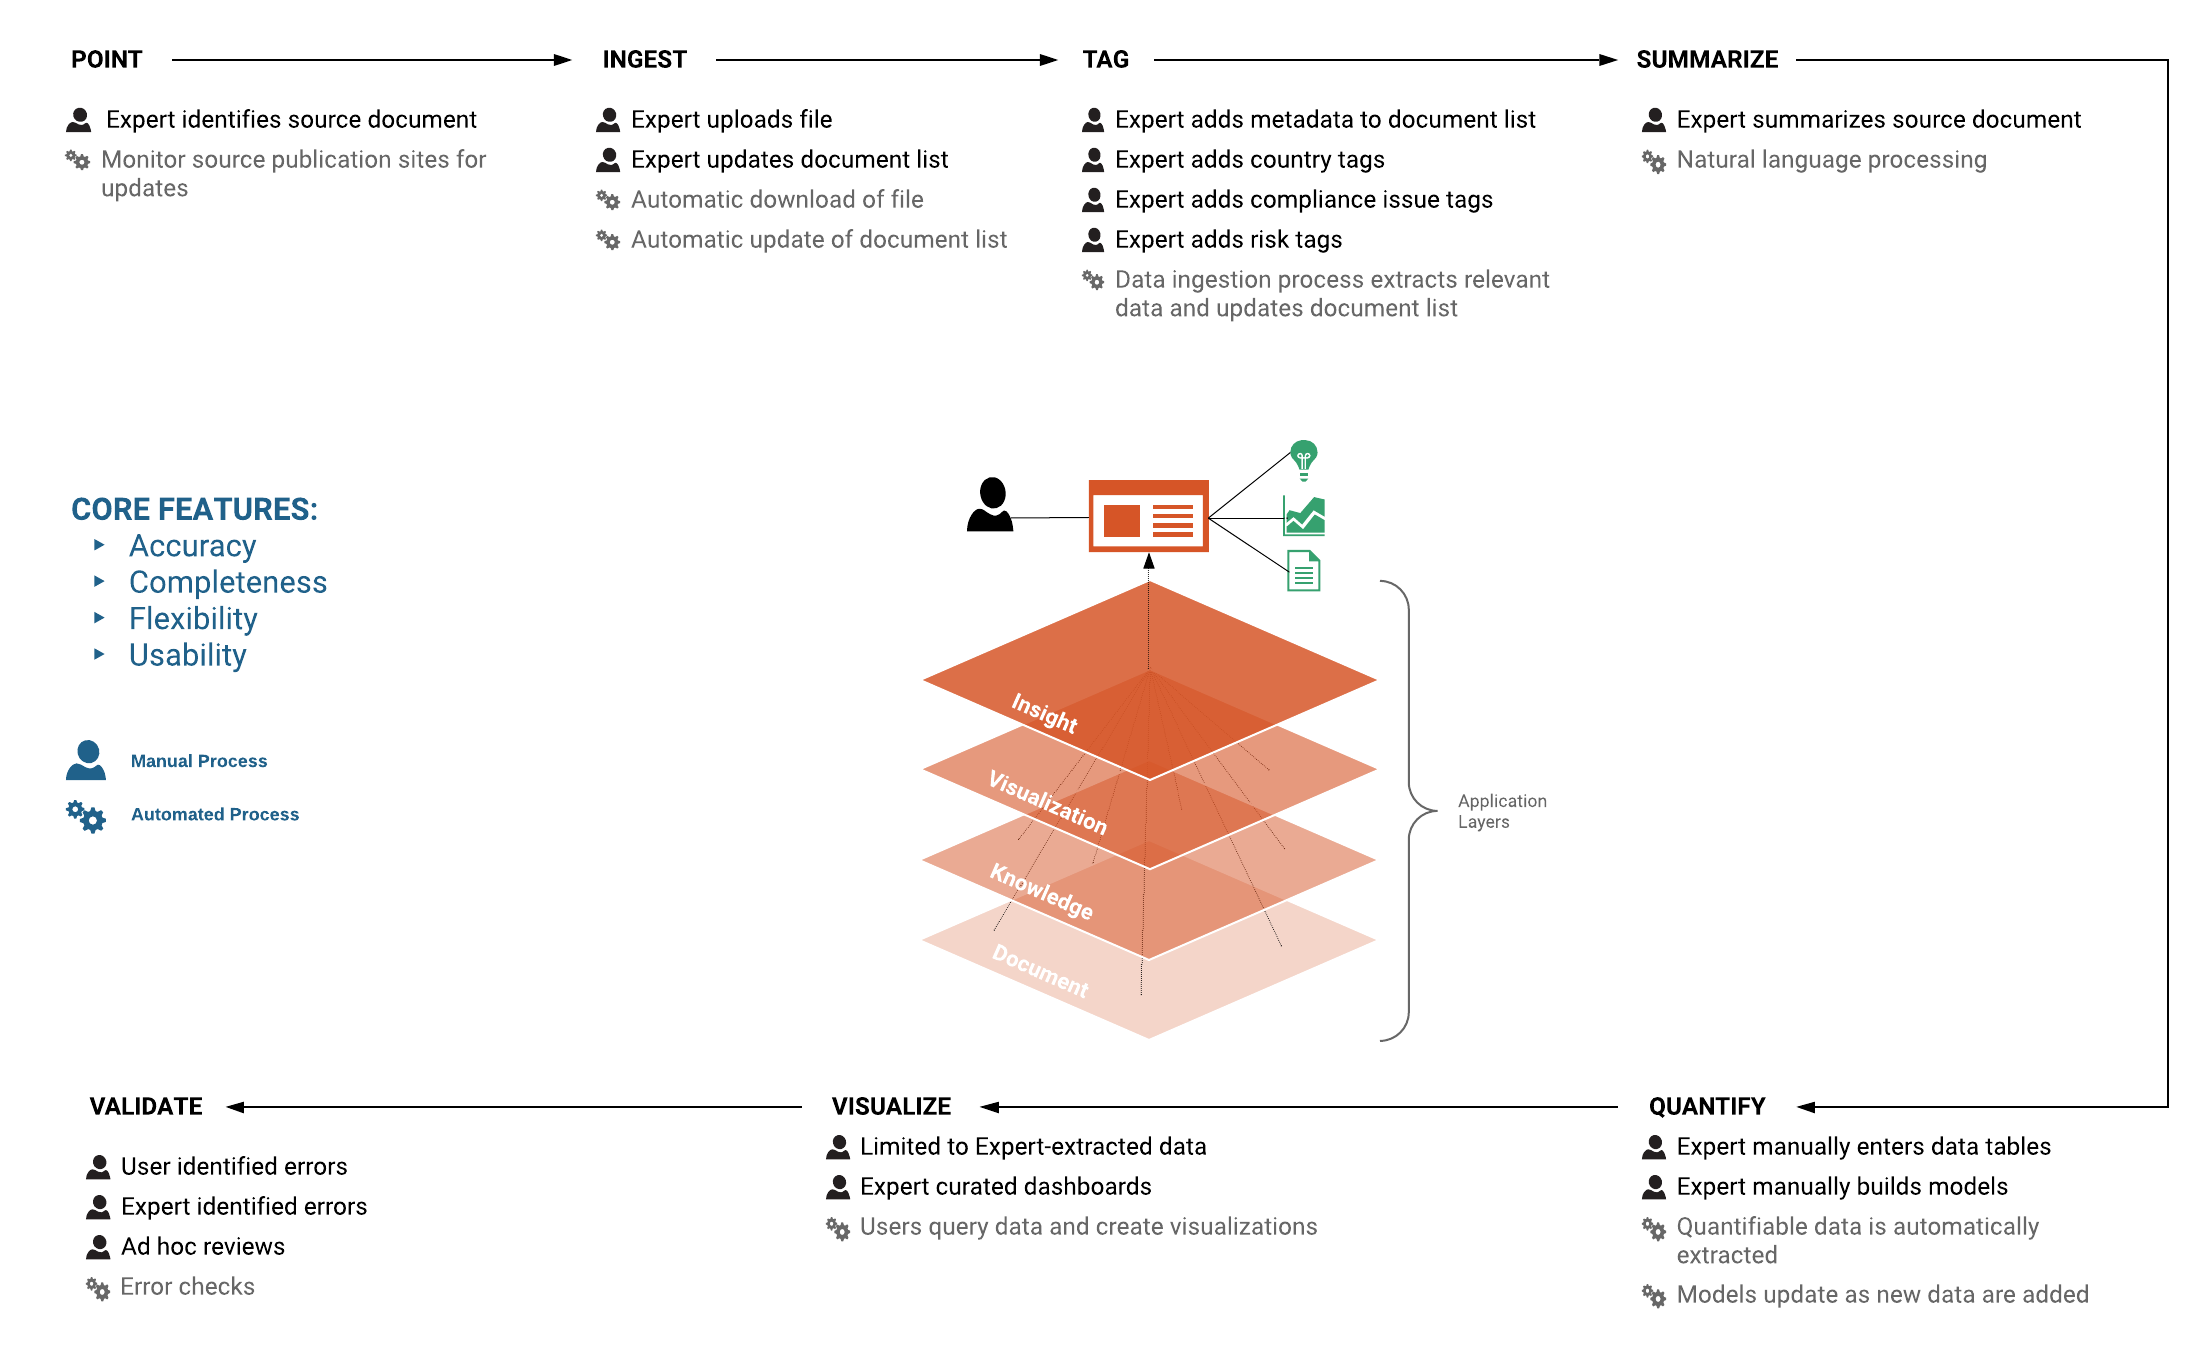 POINT
INGEST
TAG
SUMMARIZE
Expert identifies source document
Monitor source publication sites for
updates
Expert uploads file
Expert updates document list
Automatic download of file
Automatic update of document list
Expert adds metadata to document list
Expert adds country tags
Expert adds compliance issue tags
Expert adds risk tags
Data ingestion process extracts relevant
data and updates document list
Expert summarizes source document
Natural language processing
CORE FEATURES:
Accuracy
Completeness
Flexibility
Usability
Manual Process
Automated Process
Insight
Visualization
Knowledge
Document
Application
Layers
VALIDATE
User identified errors
Expert identified errors
Ad hoc reviews
Error checks
VISUALIZE
Limited to Expert-extracted data
Expert curated dashboards
Users query data and create visualizations
QUANTIFY
Expert manually enters data tables
Expert manually builds models
Quantifiable data is automatically
extracted
Models update as new data are added